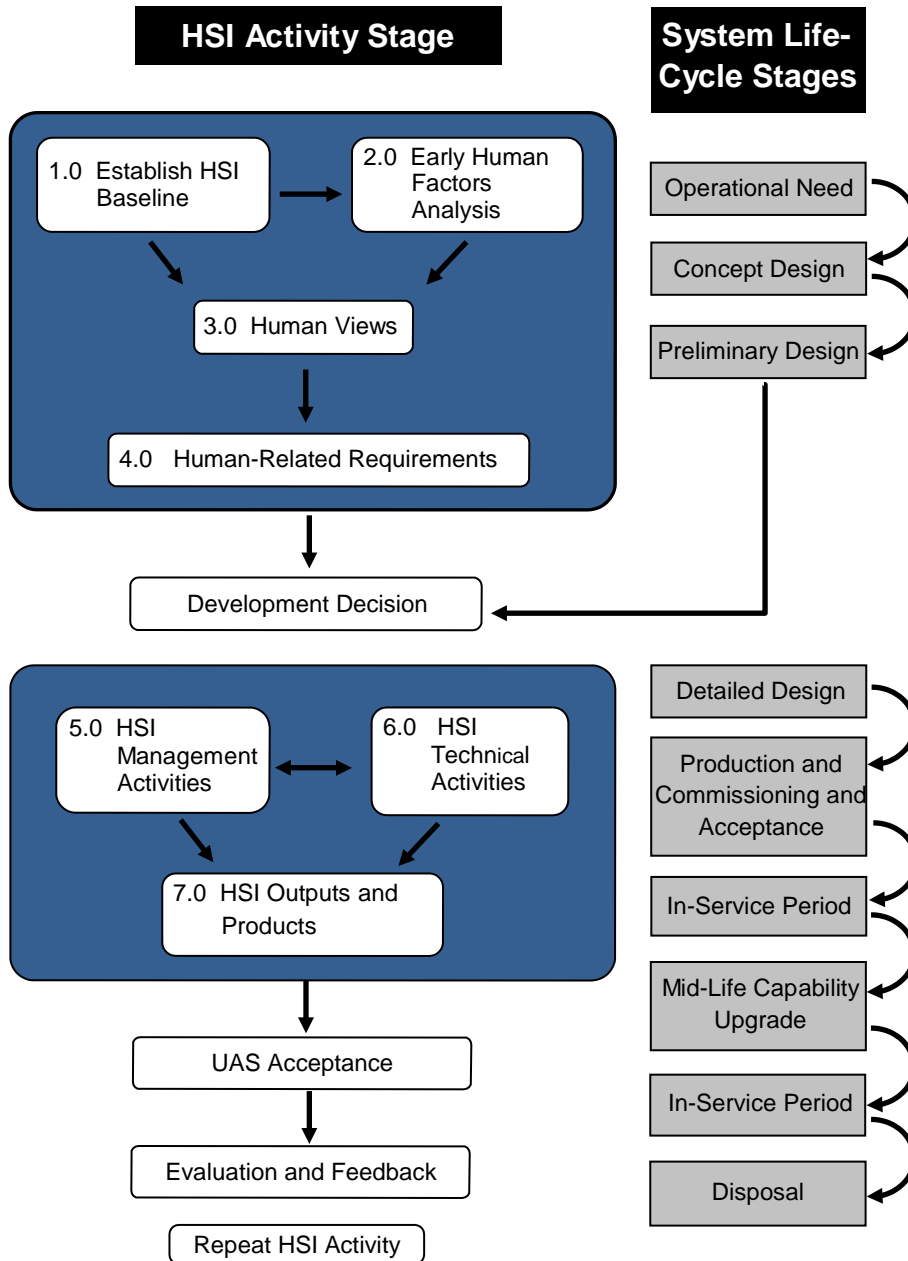 HSI Activity Stage
System Life-
Cycle Stages
1.0 Establish HSI
Baseline
2.0 Early Human
Factors
Analysis
3.0 Human Views
4.0 Human-Related Requirements
Development Decision
Operational Need
Concept Design
Preliminary Design
5.0 HSI
Management
Activities
6.0 HSI
Technical
Activities
7.0 HSI Outputs and
Products
UAS Acceptance
Evaluation and Feedback
Repeat HSI Activity
Detailed Design
Production and
Commissioning and
Acceptance
In-Service Period
Mid-Life Capability
Upgrade
In-Service Period
Disposal